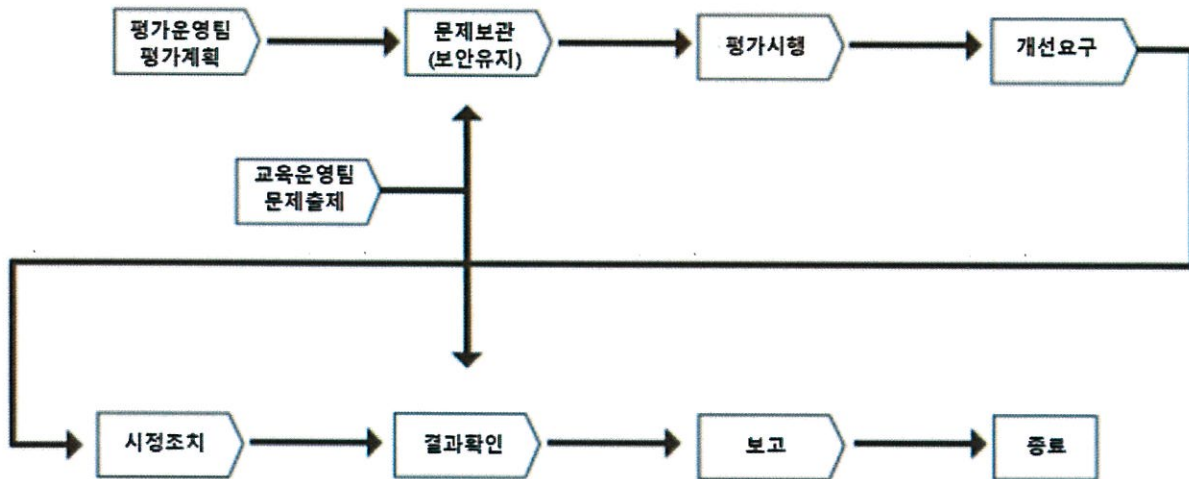 평가운영팀
평가계획
문제보관
(보안유지)
평가시행
개선요구
교육운영팀
문제출제
시정조치
결과확인
보고
종료